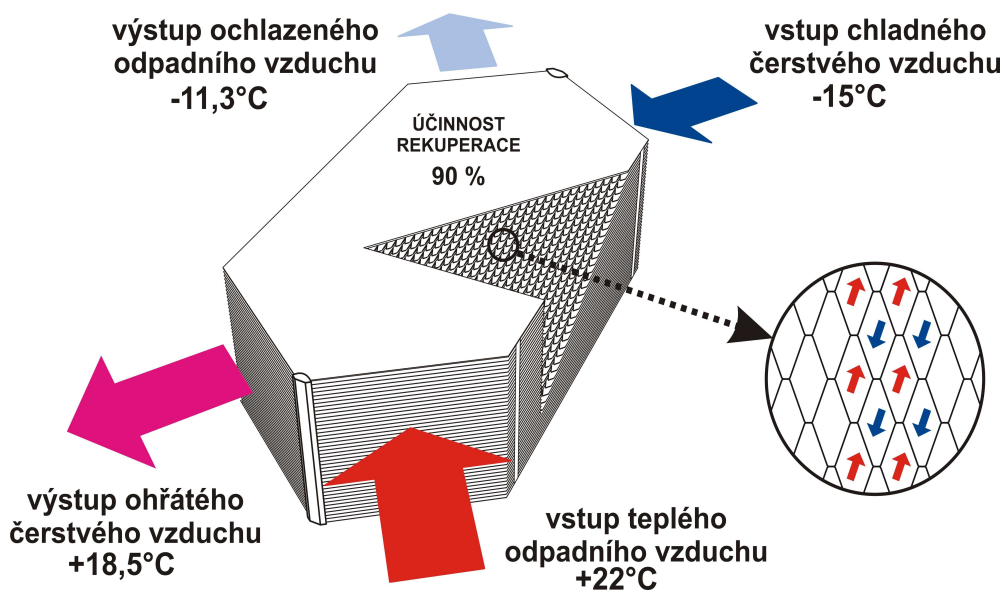 výstup ochlazeného
odpadního vzduchu
-11,3°C
vstup chladného
čerstvého vzduchu
-15°C
ÚČINNOST
REKUPERACE
90 %
výstup ohřátého
čerstvého vzduchu
+18,5°C
vstup teplého
odpadního vzduchu
+22°C